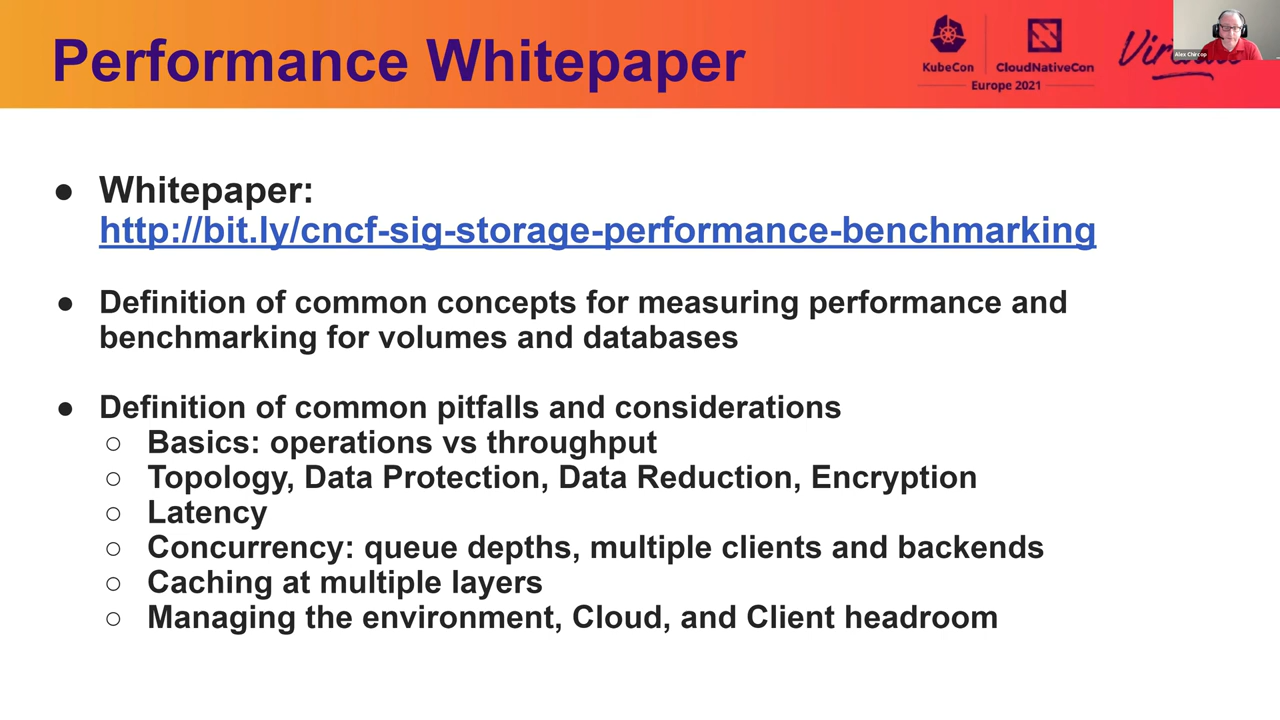 Performance Whitepaper
KubeCon
CloudNativeCon
Europe 2021
Alex Chircop
● Whitepaper:
http://bit.ly/cncf-sig-storage-performance-benchmarking
● Definition of common concepts for measuring performance and
benchmarking for volumes and databases
● Definition of common pitfalls and considerations
○ Basics: operations vs throughput
○ Topology, Data Protection, Data Reduction, Encryption
○ Latency
○ Concurrency: queue depths, multiple clients and backends
○ Caching at multiple layers
○ Managing the environment, Cloud, and Client headroom